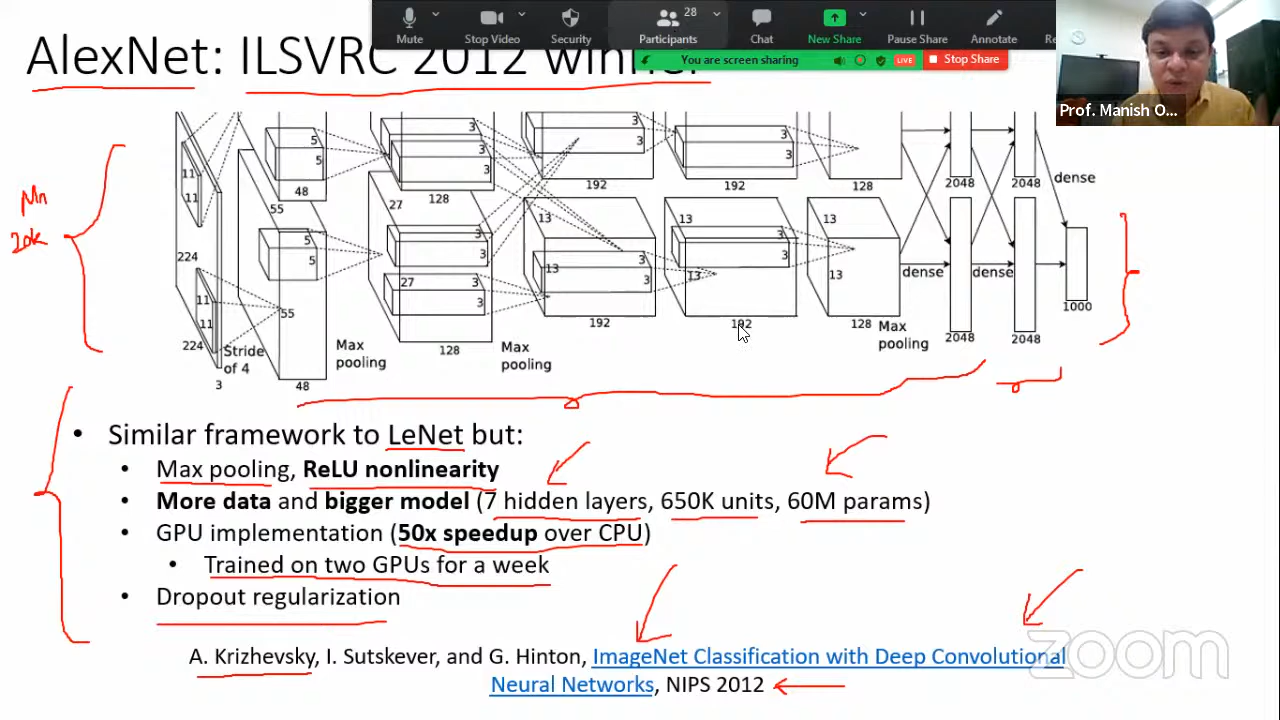 Mute
Stop Video
Security
28
Participants
Chat
New Share
Pause Share
Annotate
You are screen sharing
LIVE
Stop Share
Prof. Manish O...
AlexNet: ILSVRC 2012 winner
11
11
5
5
48
55
224
3
3
3
128
27
3
3
192
13
3
3
192
13
128
13
2048
2048
dense
5
5
55
27
3
3
3
3
13
3
3
13
3
3
13
13
dense
dense
11
11
224
3
Stride
of 4
48
Max
pooling
128
Max
pooling
192
192
128
Max
pooling
2048
2048
1000
Mn
20k
• Similar framework to LeNet but:
• Max pooling, ReLU nonlinearity
• More data and bigger model (7 hidden layers, 650K units, 60M params)
• GPU implementation (50x speedup over CPU)
• Trained on two GPUs for a week
• Dropout regularization
A. Krizhevsky, I. Sutskever, and G. Hinton, ImageNet Classification with Deep Convolutional
Neural Networks, NIPS 2012
zoom